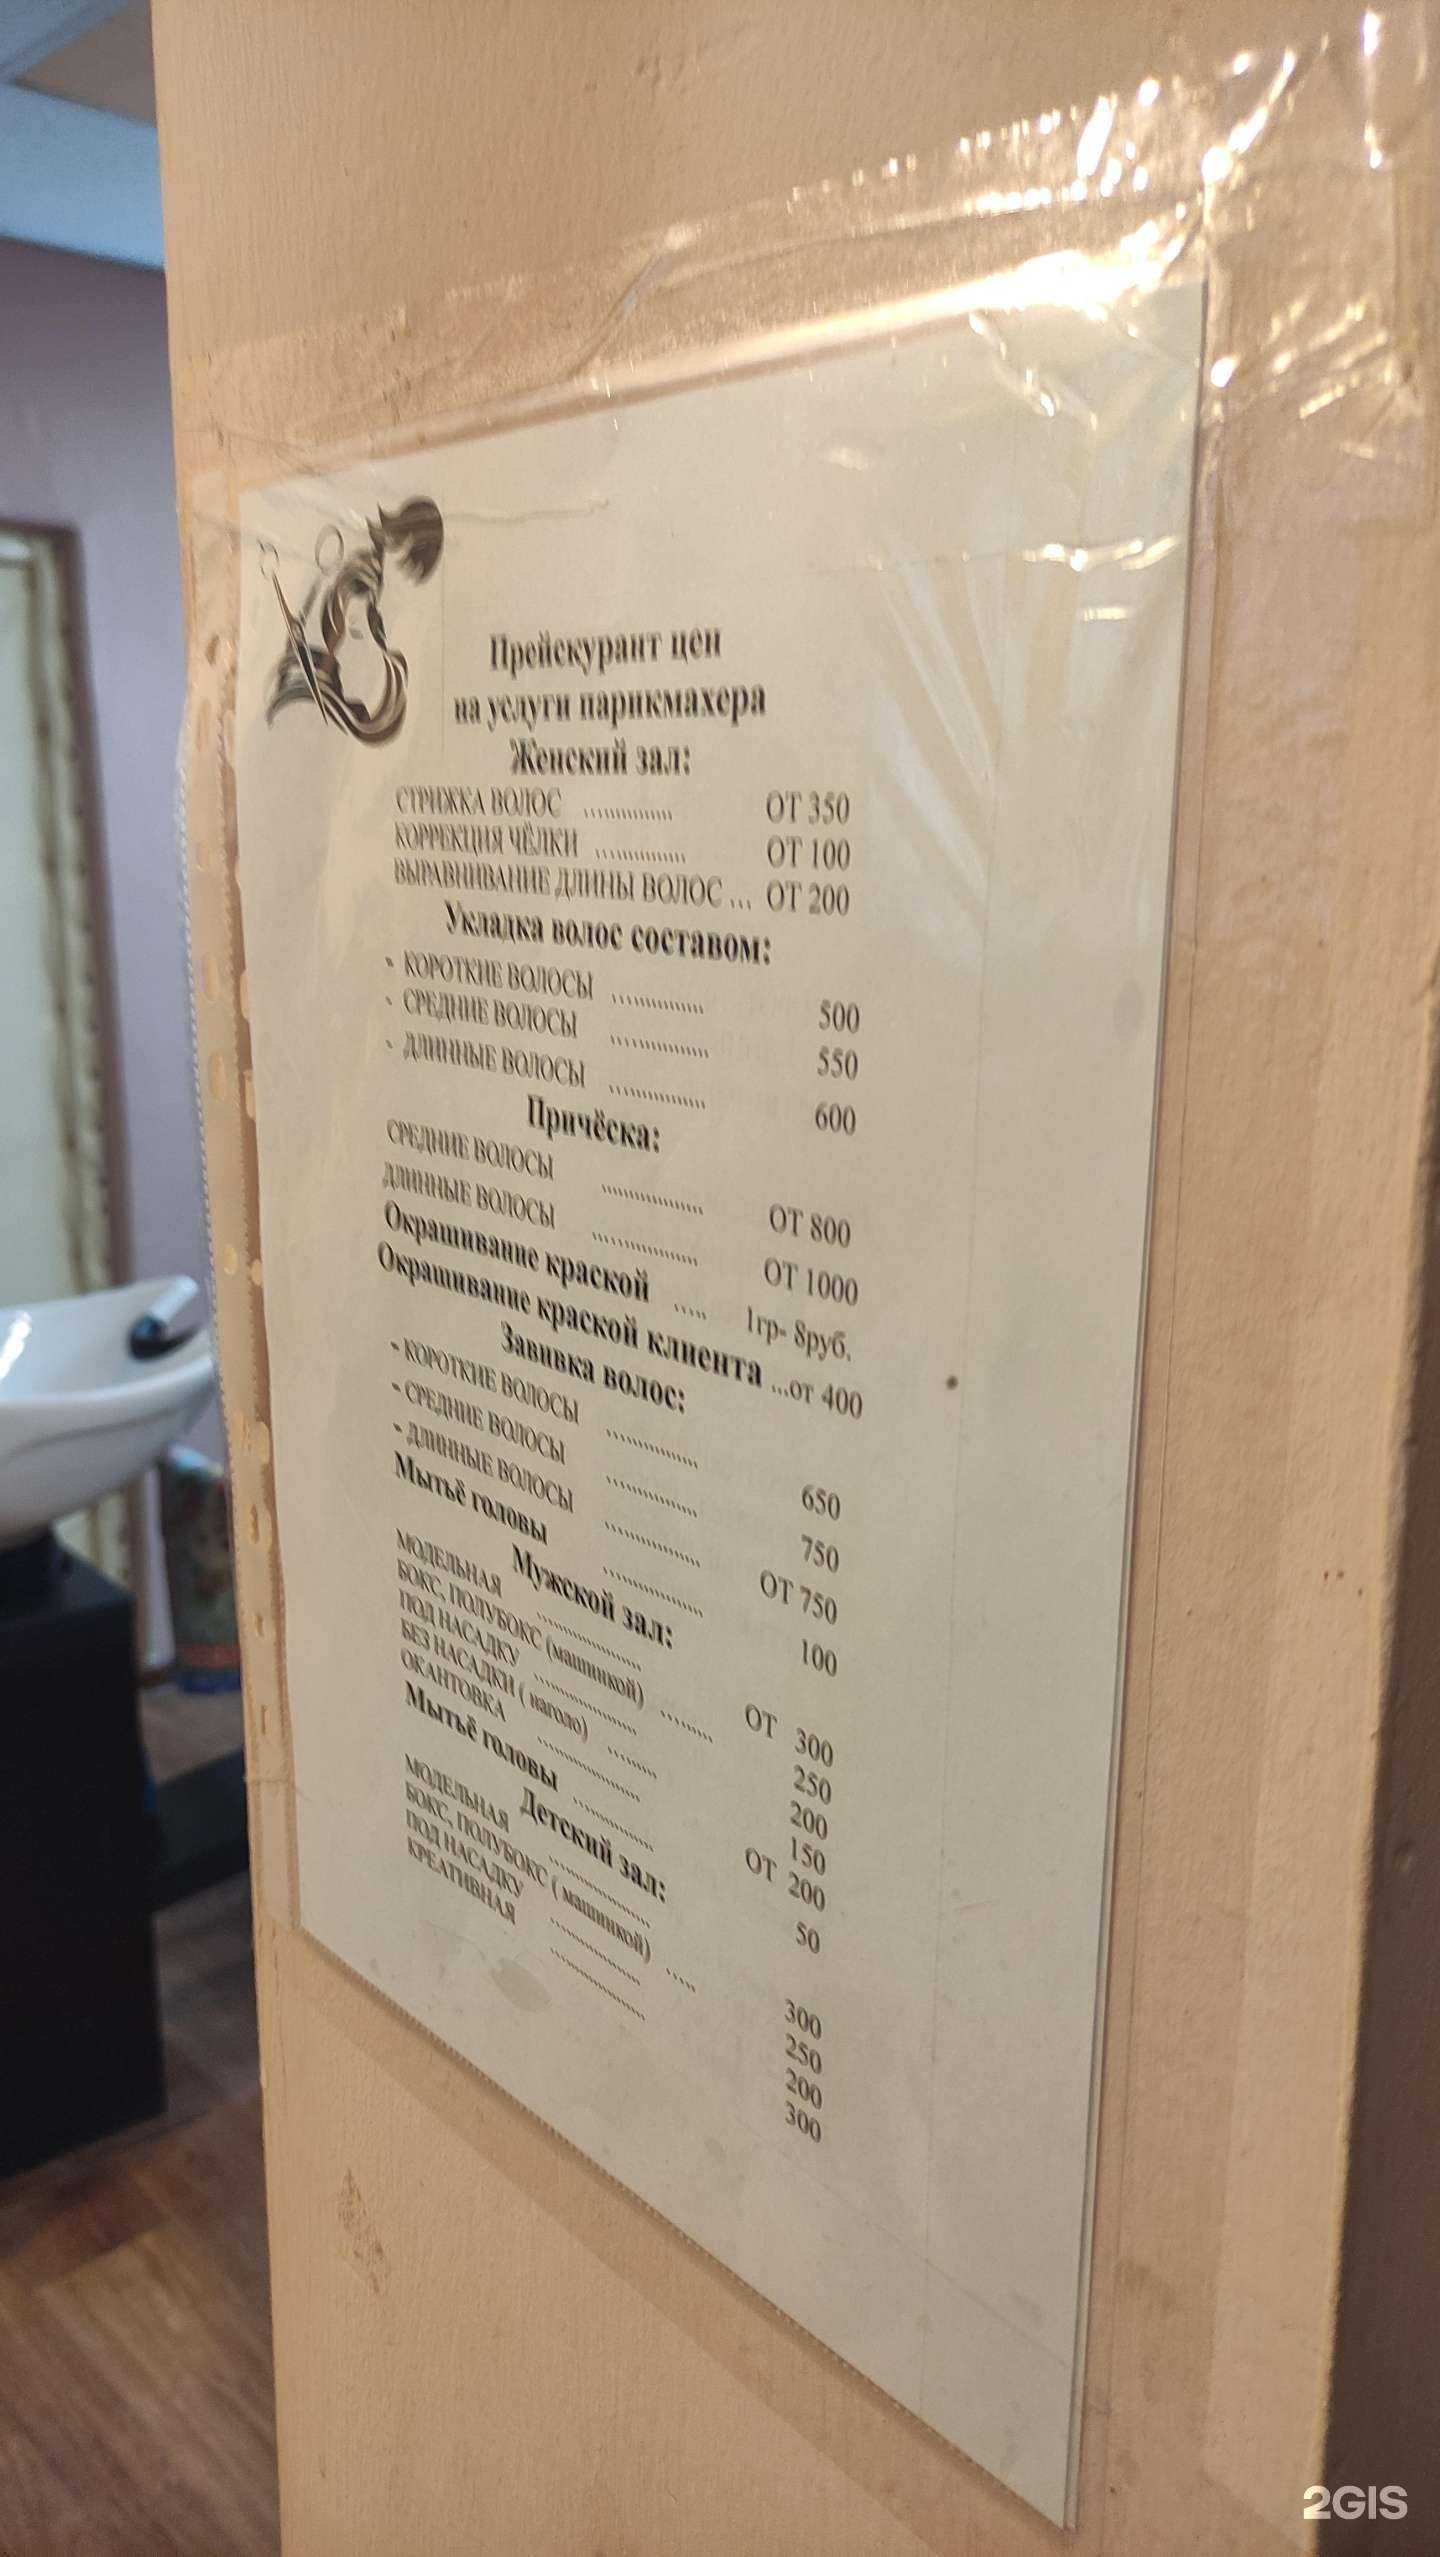 Прейскурант цен
на услуги парикмахера
Женский зал:
СТРИЖКА ВОЛОС ............... ОТ 350
КОРРЕКЦИЯ ЧЁЛКИ ............... ОТ 100
ВЫРАВНИВАНИЕ ДЛИНЫ ВОЛОС ... ОТ 200
Укладка волос составом:
- КОРОТКИЕ ВОЛОСЫ ................ 500
- СРЕДНИЕ ВОЛОСЫ ................. 550
- ДЛИННЫЕ ВОЛОСЫ ................. 600
Причёска:
СРЕДНИЕ ВОЛОСЫ .................. ОТ 800
ДЛИННЫЕ ВОЛОСЫ .................. ОТ 1000
Окрашивание краской ..... 1гр- 8руб.
Окрашивание краской клиента ...от 400
Завивка волос:
- КОРОТКИЕ ВОЛОСЫ ................. 650
- СРЕДНИЕ ВОЛОСЫ ................. 750
- ДЛИННЫЕ ВОЛОСЫ ................. ОТ 750
Мытьё головы .................. 100
Мужской зал:
МОДЕЛЬНАЯ .................... ОТ 300
БОКС, ПОЛУБОКС (машинкой) ......... 250
ПОД НАСАДКУ .................... 200
БЕЗ НАСАДКИ ( наголо) ......... 150
ОКАНТОВКА .................... ОТ 200
Мытьё головы ............... 50
Детский зал:
МОДЕЛЬНАЯ .................... 300
БОКС, ПОЛУБОКС ( машинкой) ..... 250
ПОД НАСАДКУ .................. 200
КРЕАТИВНАЯ .................. 300
2GIS